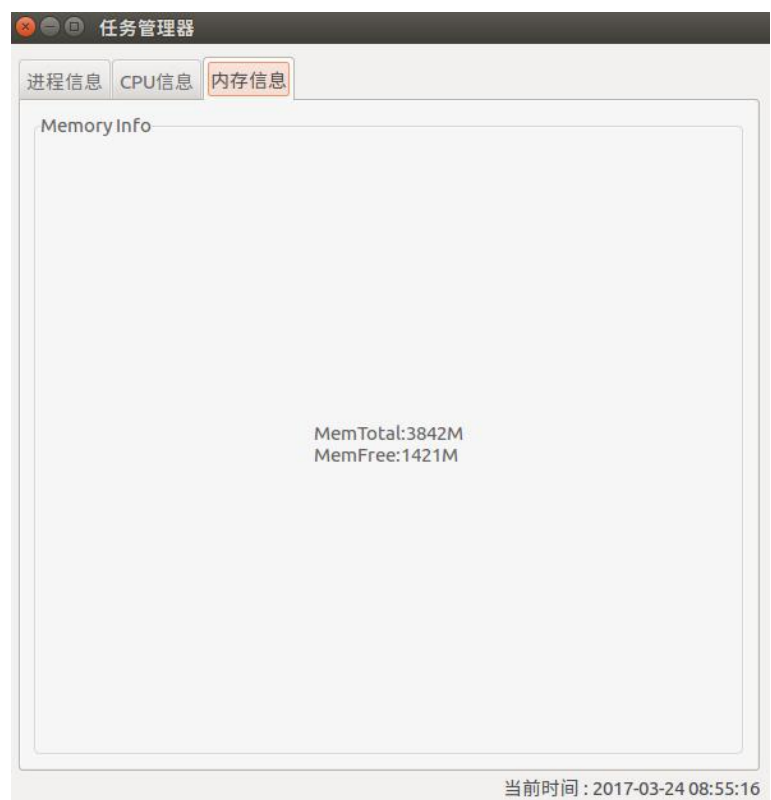 任务管理器
进程信息 CPU信息 内存信息
Memory Info
MemTotal:3842M
MemFree:1421M
当前时间 : 2017-03-24 08:55:16